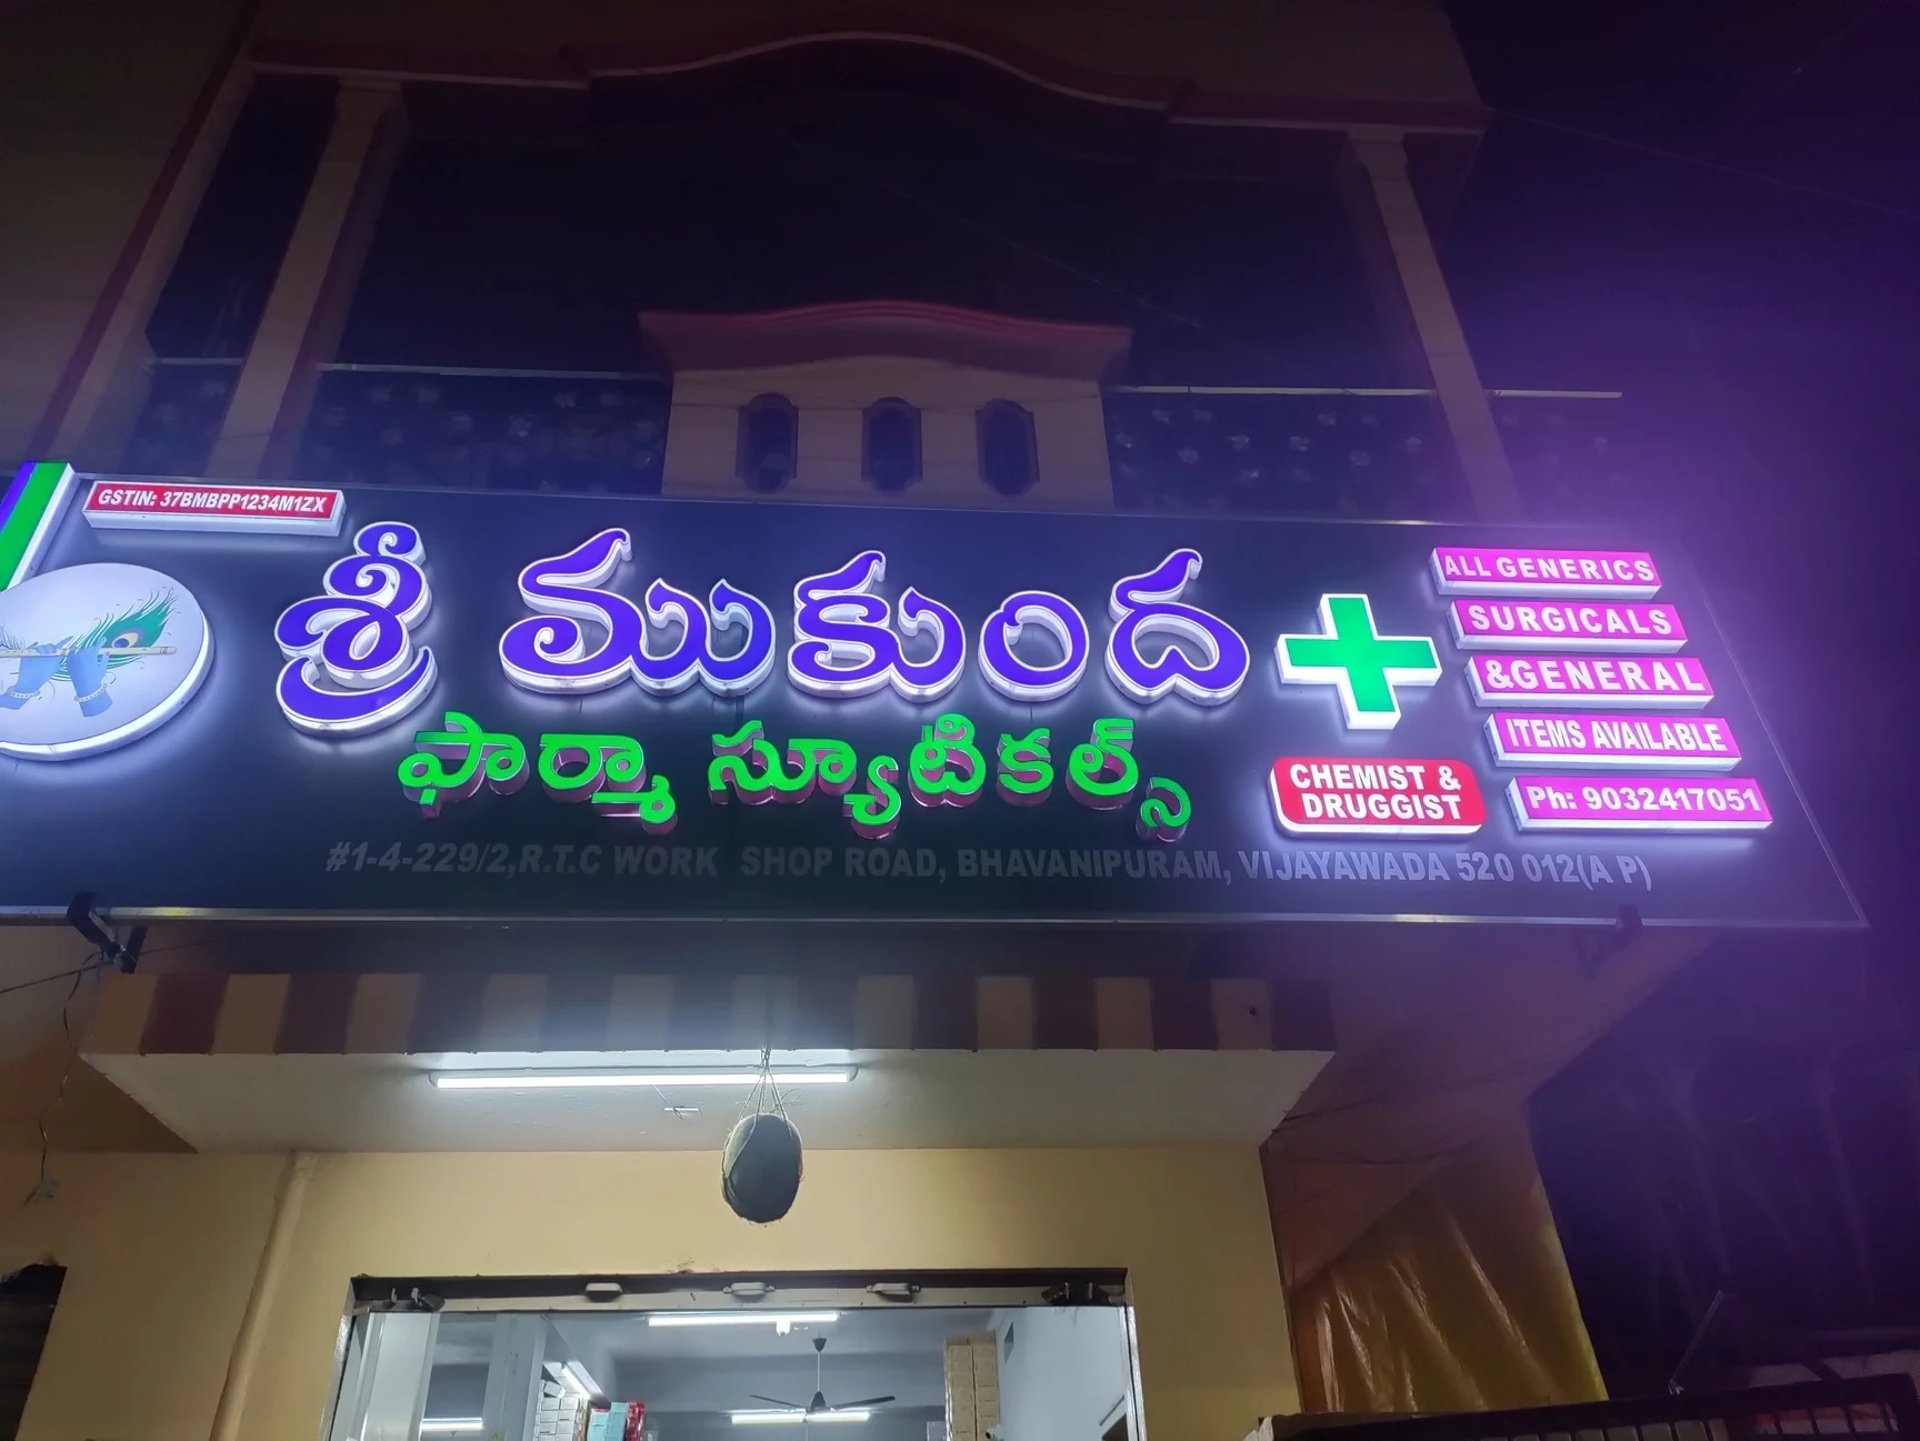 GSTIN: 37BMBPP1234M1ZX
శ్రీ ముకుంద
ఫార్మా స్యూటికల్స్
CHEMIST &
DRUGGIST
ALL GENERICS
SURGICALS
&GENERAL
ITEMS AVAILABLE
Ph: 9032417051
#1-4-229/2,R.T.C WORK SHOP ROAD, BHAVANIPURAM, VIJAYAWADA 520 012(A P)